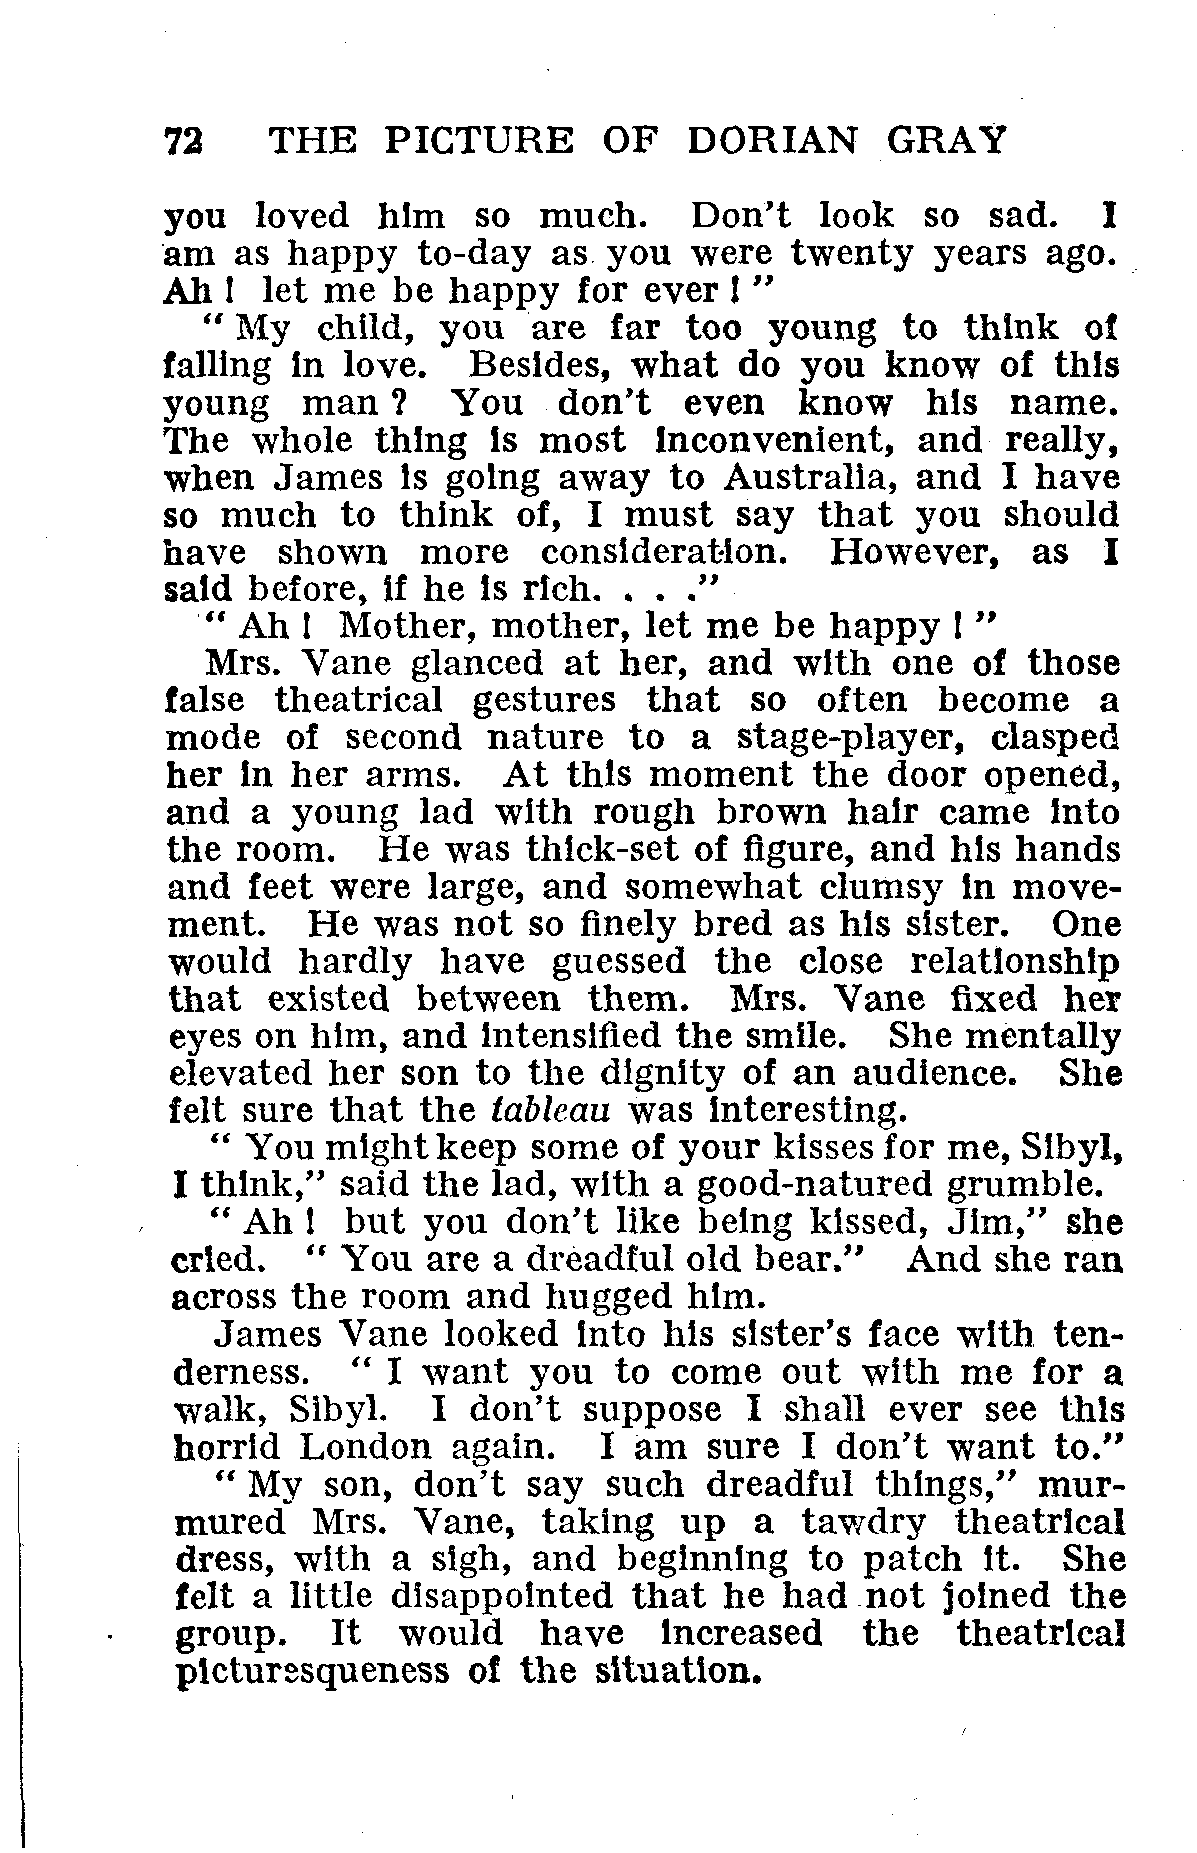 72 THE PICTURE OF DORIAN GRAY
you loved him so much. Don't look so sad. I
am as happy to-day as you were twenty years ago.
Ah ! let me be happy for ever ! "
" My child, you are far too young to think of
falling in love. Besides, what do you know of this
young man ? You don't even know his name.
The whole thing is most inconvenient, and really,
when James is going away to Australia, and I have
so much to think of, I must say that you should
have shown more consideration. However, as I
said before, if he is rich. . . ."
" Ah ! Mother, mother, let me be happy ! "
Mrs. Vane glanced at her, and with one of those
false theatrical gestures that so often become a
mode of second nature to a stage-player, clasped
her in her arms. At this moment the door opened,
and a young lad with rough brown hair came into
the room. He was thick-set of figure, and his hands
and feet were large, and somewhat clumsy in move-
ment. He was not so finely bred as his sister. One
would hardly have guessed the close relationship
that existed between them. Mrs. Vane fixed her
eyes on him, and intensified the smile. She mentally
elevated her son to the dignity of an audience. She
felt sure that the tableau was interesting.
" You might keep some of your kisses for me, Sibyl,
I think," said the lad, with a good-natured grumble.
" Ah ! but you don't like being kissed, Jim," she
cried. " You are a dreadful old bear." And she ran
across the room and hugged him.
James Vane looked into his sister's face with ten-
derness. " I want you to come out with me for a
walk, Sibyl. I don't suppose I shall ever see this
horrid London again. I am sure I don't want to."
" My son, don't say such dreadful things," mur-
mured Mrs. Vane, taking up a tawdry theatrical
dress, with a sigh, and beginning to patch it. She
felt a little disappointed that he had not joined the
group. It would have increased the theatrical
picturesqueness of the situation.